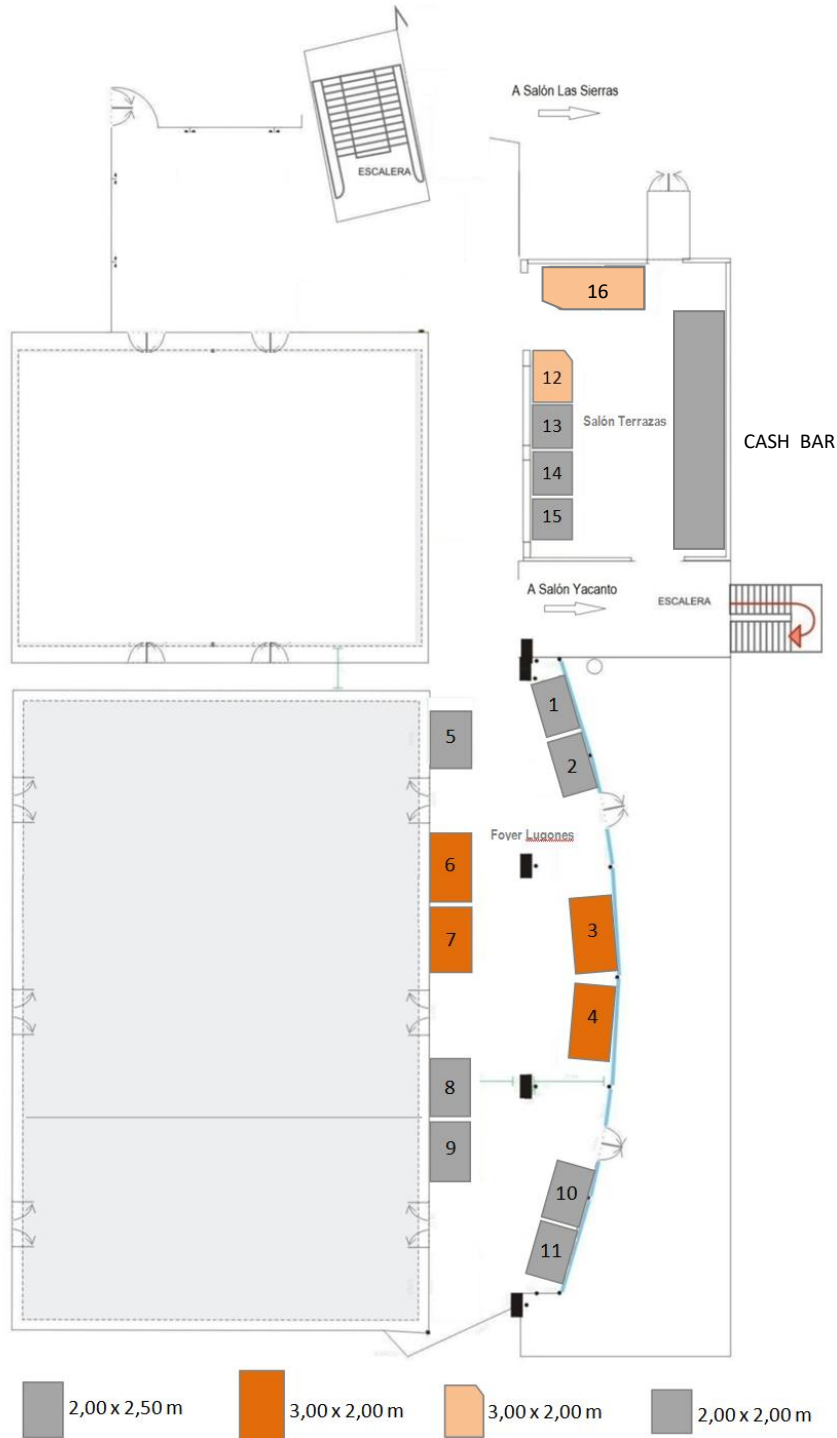 A Salón Las Sierras
ESCALERA
16
12
13
Salón Terrazas
CASH BAR
14
15
A Salón Yacanto
ESCALERA
1
5
2
Foyer Lugones
6
3
7
4
8
9
10
11
2,00 x 2,50 m
3,00 x 2,00 m
3,00 x 2,00 m
2,00 x 2,00 m